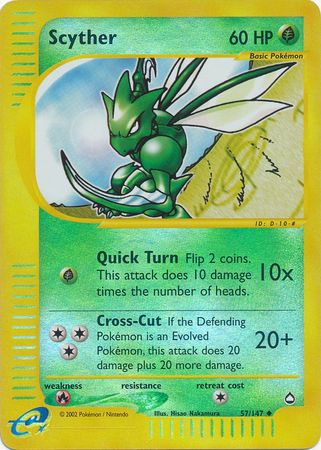 Scyther 60 HP
Basic Pokémon
ID: D-10-#
Quick Turn Flip 2 coins.
This attack does 10 damage 10x
times the number of heads.
Cross-Cut If the Defending
Pokémon is an Evolved 20+
Pokémon, this attack does 20
damage plus 20 more damage.
weakness resistance retreat cost
e
© 2002 Pokémon / Nintendo Illus. Hisao Nakamura 57/147